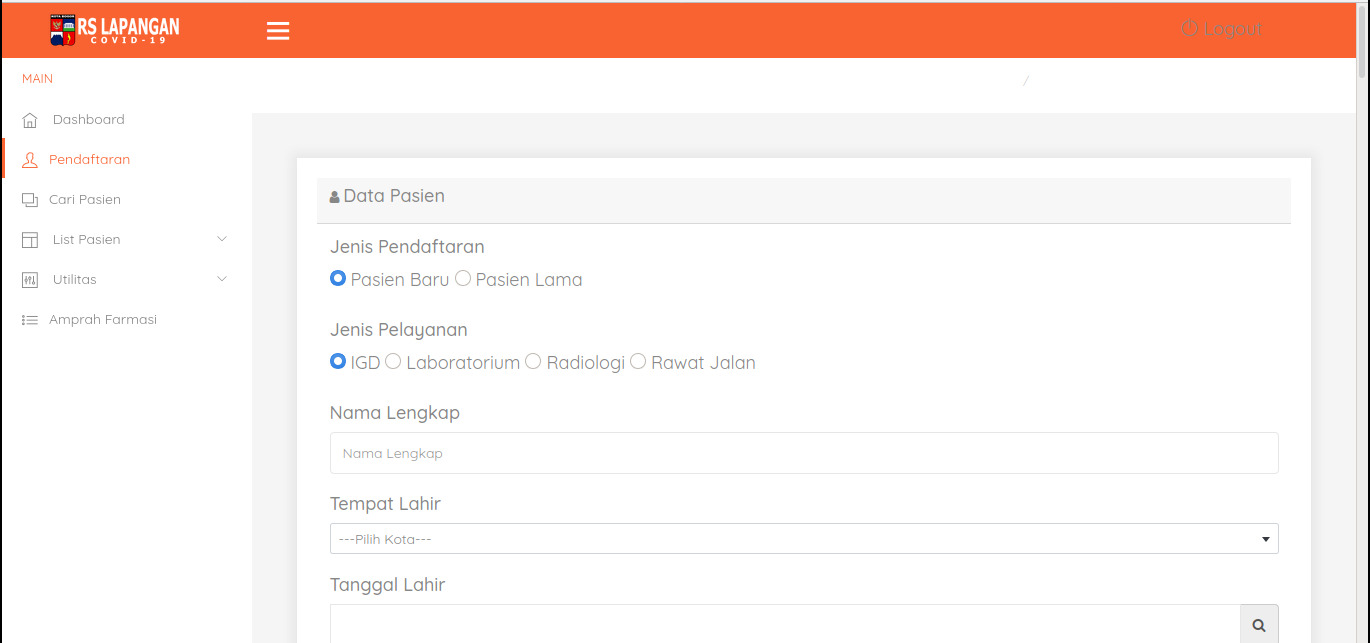 KOTA BOGOR
RS LAPANGAN
COVID-19
Logout
MAIN
/
Dashboard
Pendaftaran
Cari Pasien
List Pasien
Utilitas
Amprah Farmasi
Data Pasien
Jenis Pendaftaran
Pasien Baru Pasien Lama
Jenis Pelayanan
IGD Laboratorium Radiologi Rawat Jalan
Nama Lengkap
Nama Lengkap
Tempat Lahir
---Pilih Kota---
Tanggal Lahir